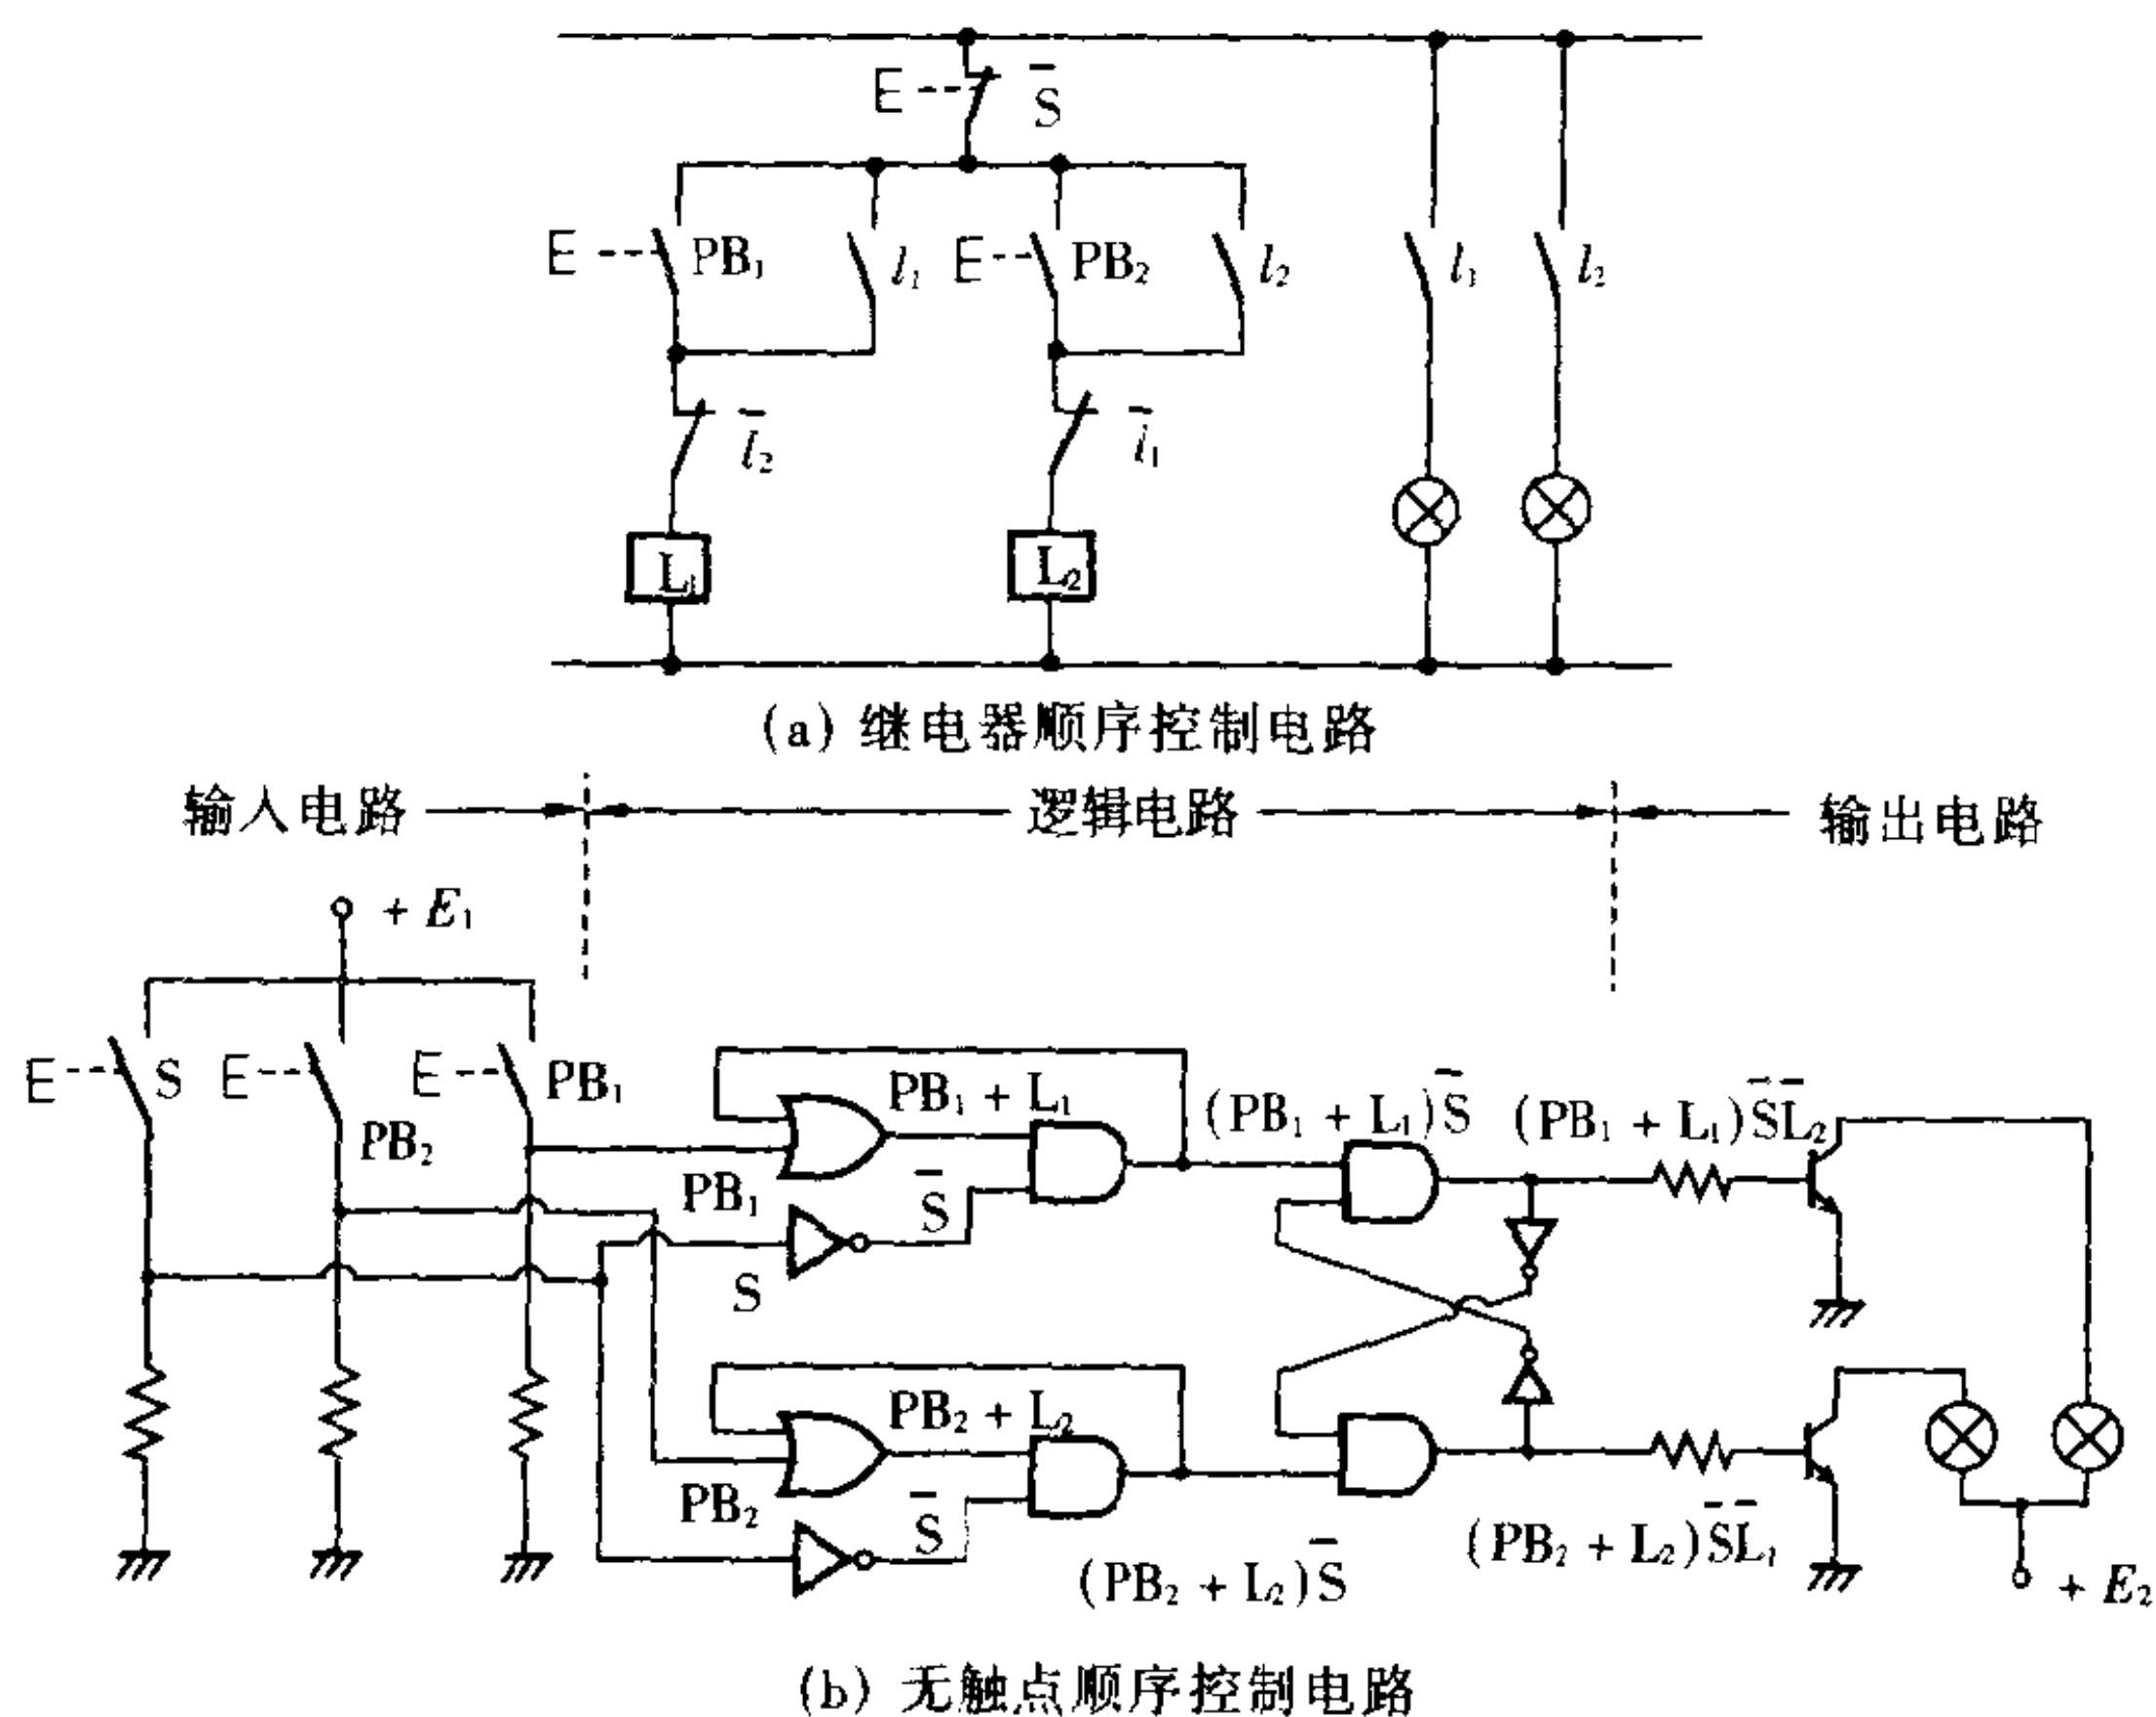 S̄
PB₁
l₁
PB₂
l₂
l₁
l₂
l̄₂
l̄₁
L₁
L₂
(a) 继电器顺序控制电路
输入电路
逻辑电路
输出电路
+ E₁
S
PB₂
PB₁
PB₁ + L₁
(PB₁ + L₁)S̄
(PB₁ + L₁)S̄L̄₂
PB₁
S̄
S
PB₂ + L₂
PB₂
S̄
(PB₂ + L₂)S̄
(PB₂ + L₂)S̄L̄₁
+ E₂
(b) 无触点顺序控制电路